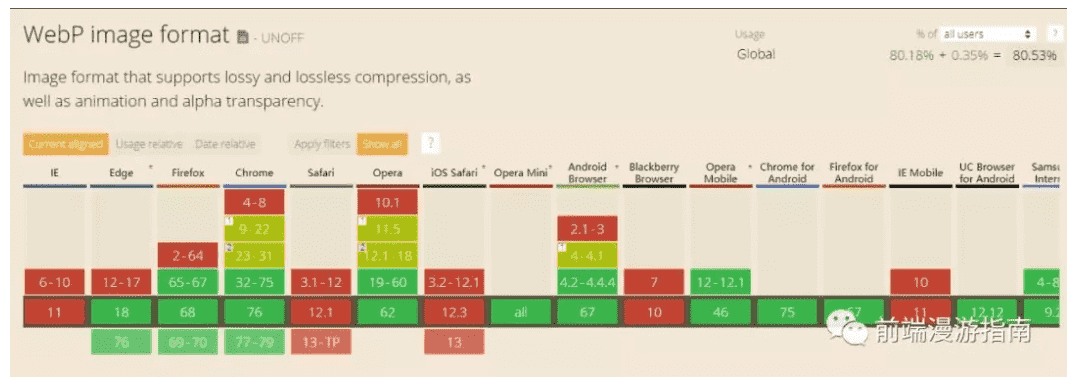 WebP image format - UNOFF
Usage % of all users ?
Global 80.18% + 0.35% = 80.53%
Image format that supports lossy and lossless compression, as
well as animation and alpha transparency.
Current aligned Usage relative Date relative Apply filters Show all ?
IE Edge * Firefox Chrome Safari Opera iOS Safari * Opera Mini * Android Browser * Blackberry Browser Opera Mobile * Chrome for Android Firefox for Android IE Mobile UC Browser for Android Samsu Intern
4-8 10.1
1 9-22 1 11.5 2.1-3
2-64 2 23-31 2 12.1-18 1 4-4.1
6-10 12-17 65-67 32-75 3.1-12 19-60 3.2-12.1 4.2-4.4.4 7 12-12.1 10 4-8
11 18 68 76 12.1 62 12.3 all 67 10 46 75 67 11 12.12 9.2
76 69-70 77-79 13-TP 13
前端漫游指南